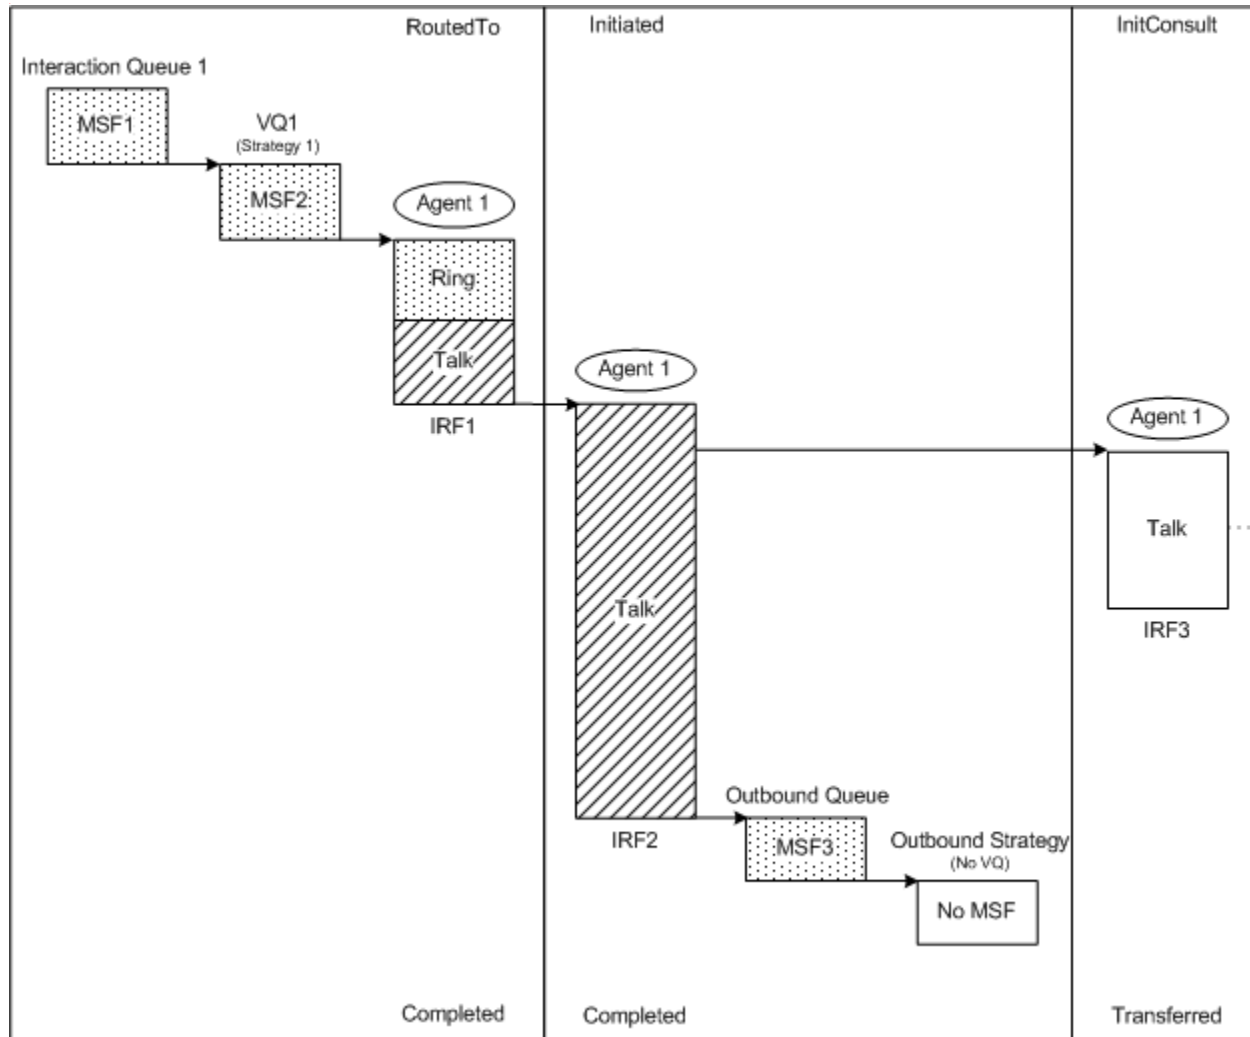 RoutedTo
Initiated
InitConsult
Interaction Queue 1
MSF1
VQ1
(Strategy 1)
MSF2
Agent 1
Ring
Talk
IRF1
Agent 1
Talk
IRF2
Agent 1
Talk
IRF3
Outbound Queue
MSF3
Outbound Strategy
(No VQ)
No MSF
Completed
Completed
Transferred